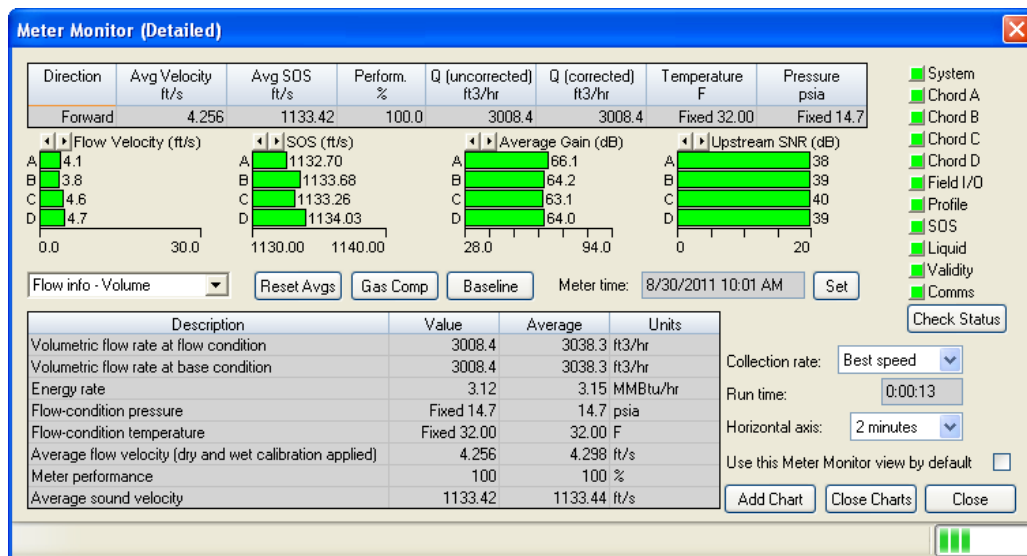 Meter Monitor (Detailed)
Direction Avg Velocity ft/s Avg SOS ft/s Perform. % Q (uncorrected) ft3/hr Q (corrected) ft3/hr Temperature F Pressure psia
Forward 4.256 1133.42 100.0 3008.4 3008.4 Fixed 32.00 Fixed 14.7
Flow Velocity (ft/s)
A 4.1
B 3.8
C 4.6
D 4.7
0.0 30.0
SOS (ft/s)
A 1132.70
B 1133.68
C 1133.26
D 1134.03
1130.00 1140.00
Average Gain (dB)
A 66.1
B 64.2
C 63.1
D 64.0
28.0 94.0
Upstream SNR (dB)
A 38
B 39
C 40
D 39
0 20
System
Chord A
Chord B
Chord C
Chord D
Field I/O
Profile
SOS
Liquid
Validity
Comms
Check Status
Flow info - Volume Reset Avgs Gas Comp Baseline Meter time: 8/30/2011 10:01 AM Set
Description Value Average Units
Volumetric flow rate at flow condition 3008.4 3038.3 ft3/hr
Volumetric flow rate at base condition 3008.4 3038.3 ft3/hr
Energy rate 3.12 3.15 MMBtu/hr
Flow-condition pressure Fixed 14.7 14.7 psia
Flow-condition temperature Fixed 32.00 32.00 F
Average flow velocity (dry and wet calibration applied) 4.256 4.298 ft/s
Meter performance 100 100 %
Average sound velocity 1133.42 1133.44 ft/s
Collection rate: Best speed
Run time: 0:00:13
Horizontal axis: 2 minutes
Use this Meter Monitor view by default
Add Chart Close Charts Close